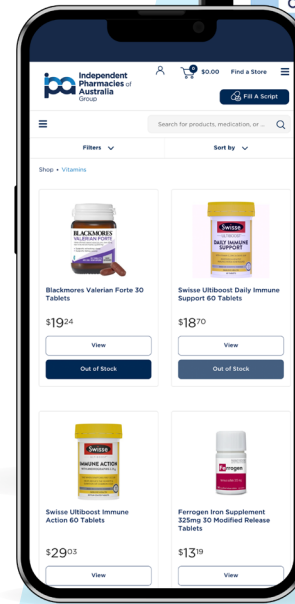 Independent
Pharmacies of
Australia
Group
0
$0.00
Find a Store
Fill A Script
Search for products, medication, or ...
Filters
Sort by
Shop • Vitamins
BLACKMORES
VALERIAN FORTE
Swisse
ULTIBOOST
DAILY IMMUNE
SUPPORT
Blackmores Valerian Forte 30
Tablets
Swisse Ultiboost Daily Immune
Support 60 Tablets
$19.24
$18.70
View
View
Out of Stock
Out of Stock
Swisse
IMMUNE ACTION
Ferrogen
Swisse Ultiboost Immune
Action 60 Tablets
Ferrogen Iron Supplement
325mg 30 Modified Release
Tablets
$29.03
$13.19
View
View